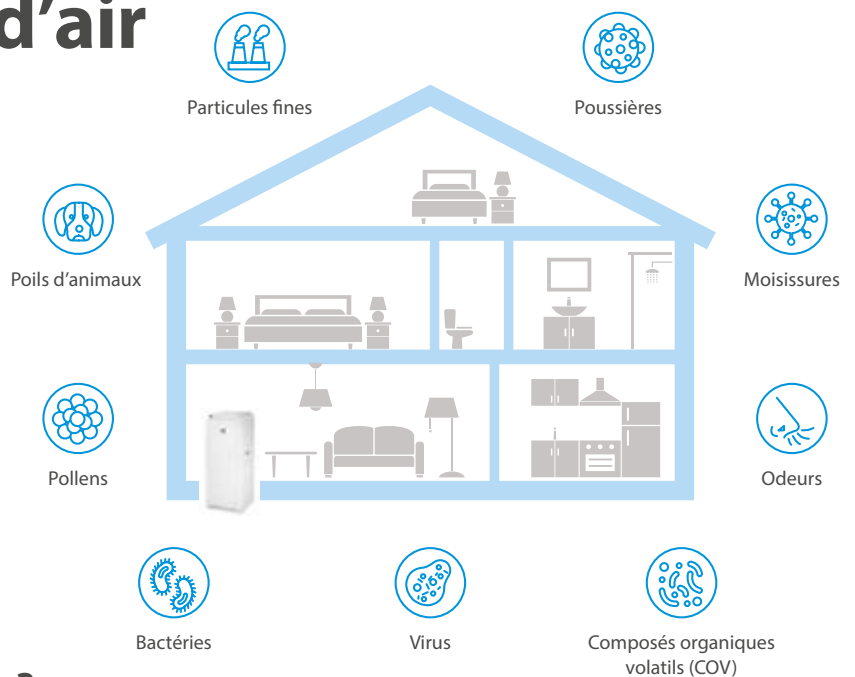 d'air
Particules fines
Poussières
Poils d'animaux
Moisissures
Pollens
Odeurs
Bactéries
Virus
Composés organiques
volatils (COV)